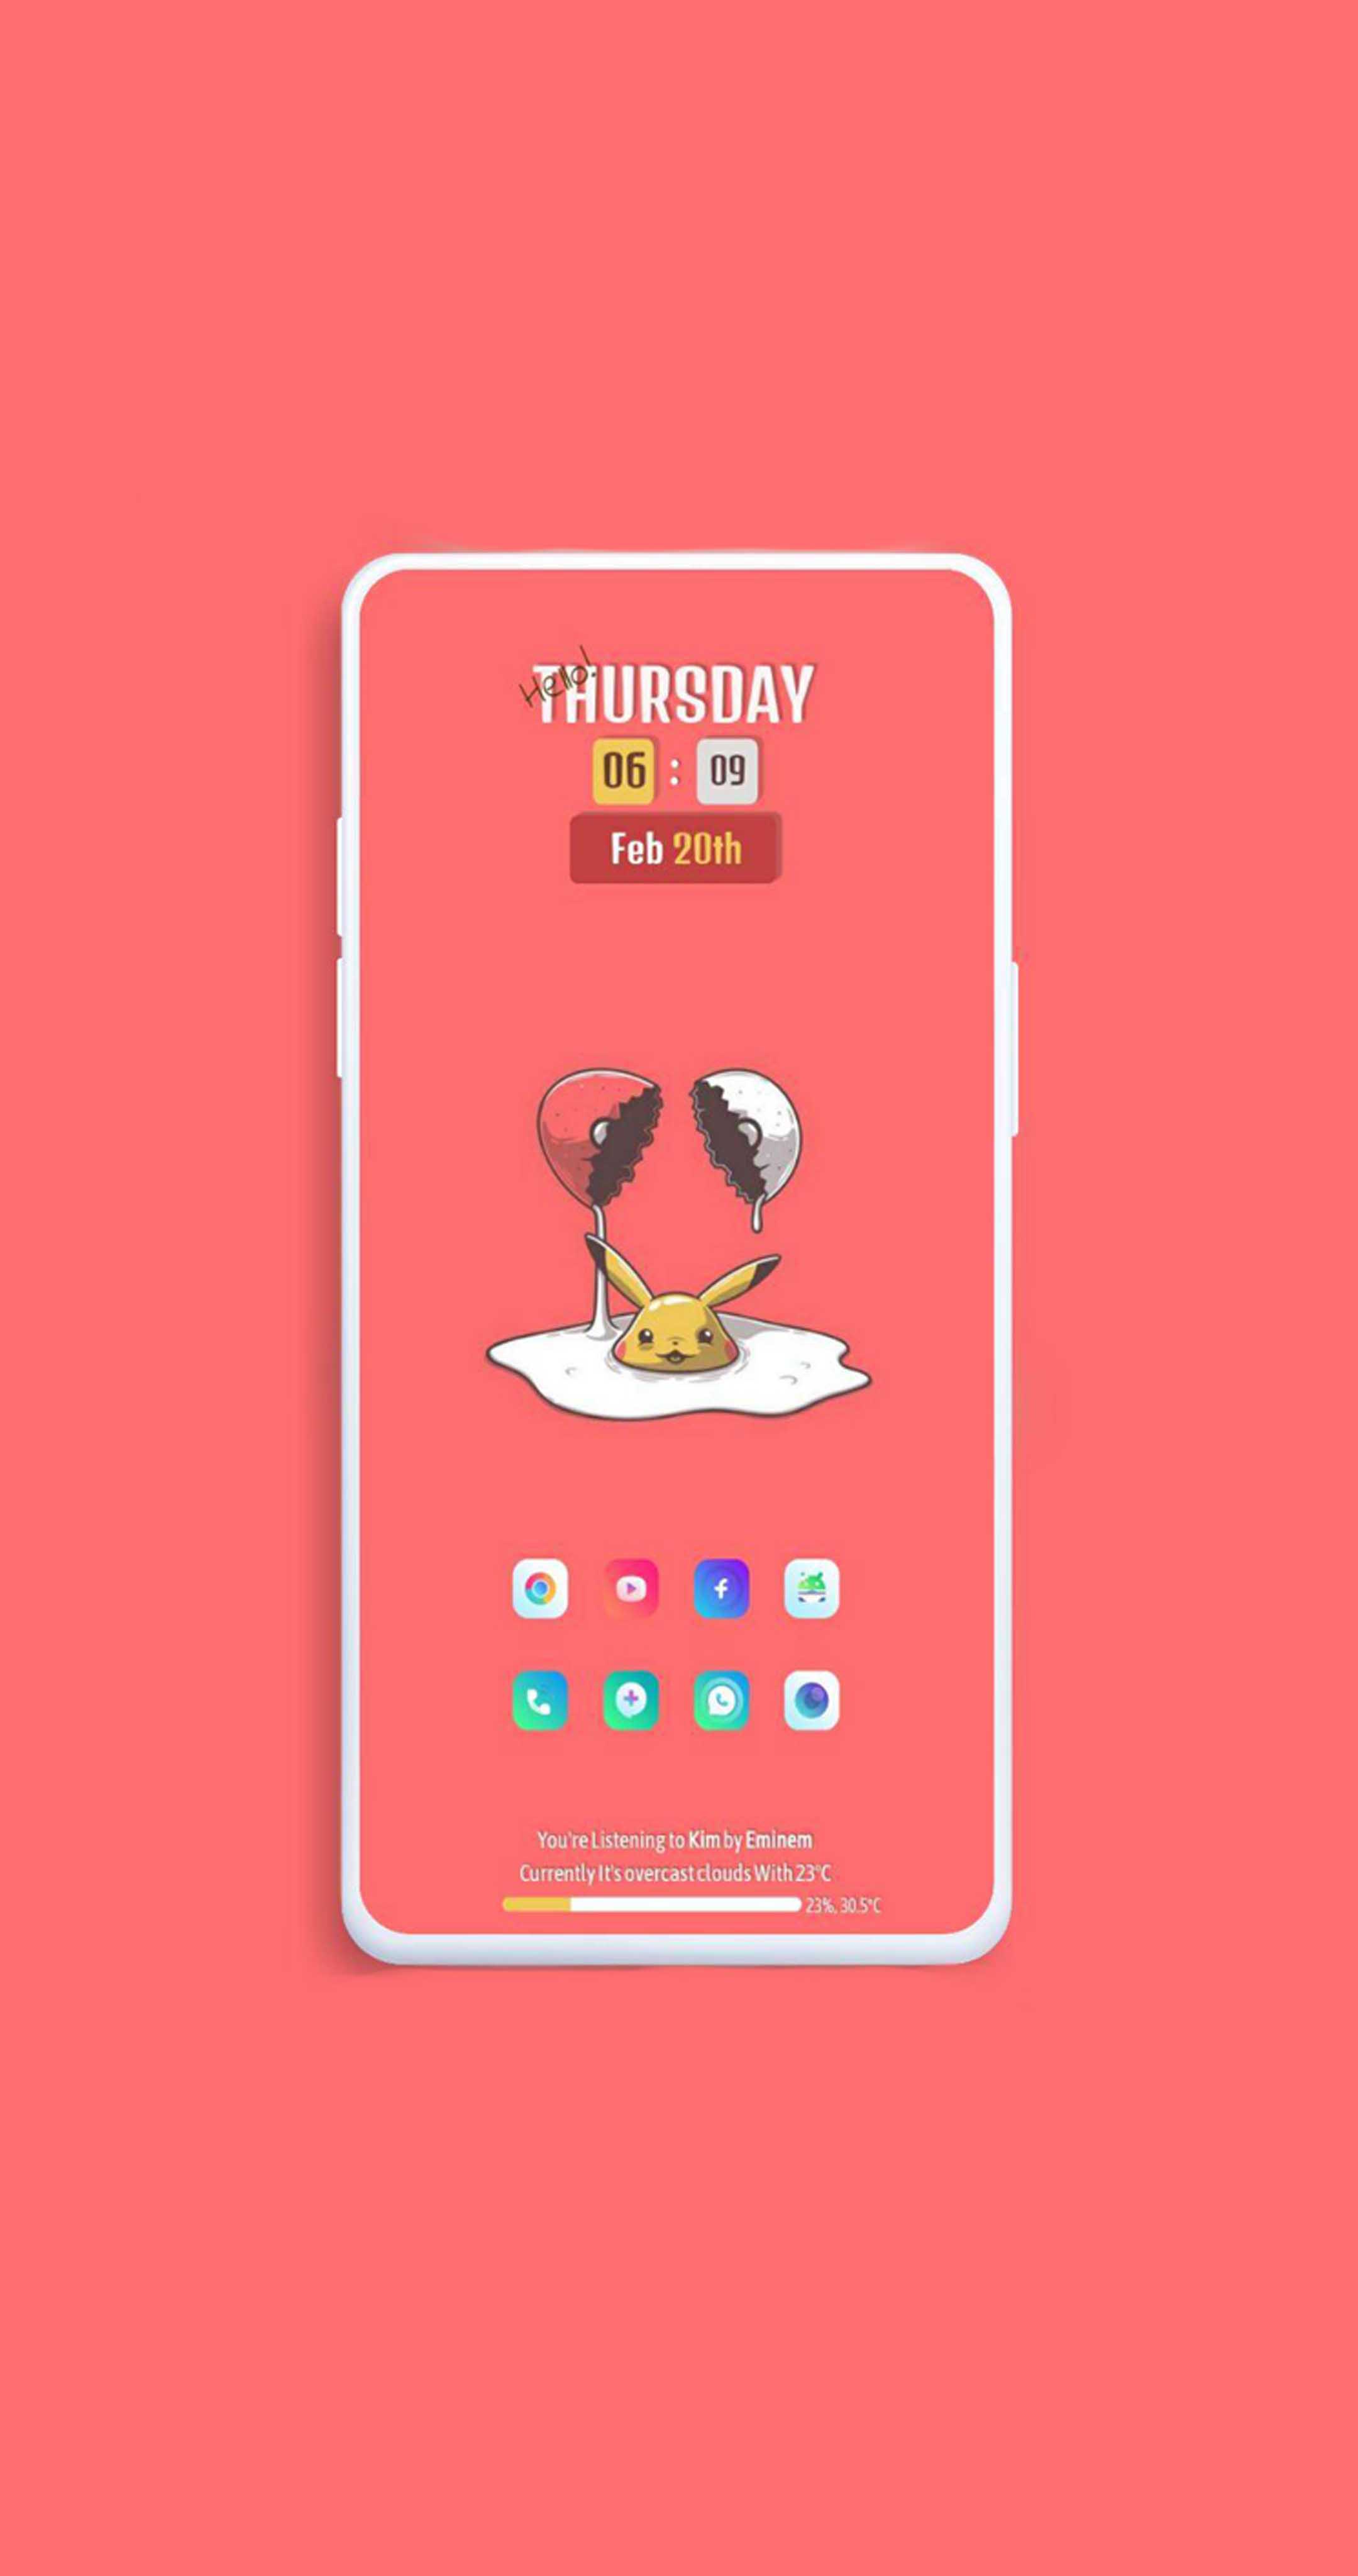 Hello!
THURSDAY
06 : 09
Feb 20th
You're Listening to Kim by Eminem
Currently It's overcast clouds With 23°C
23%, 30.5°C